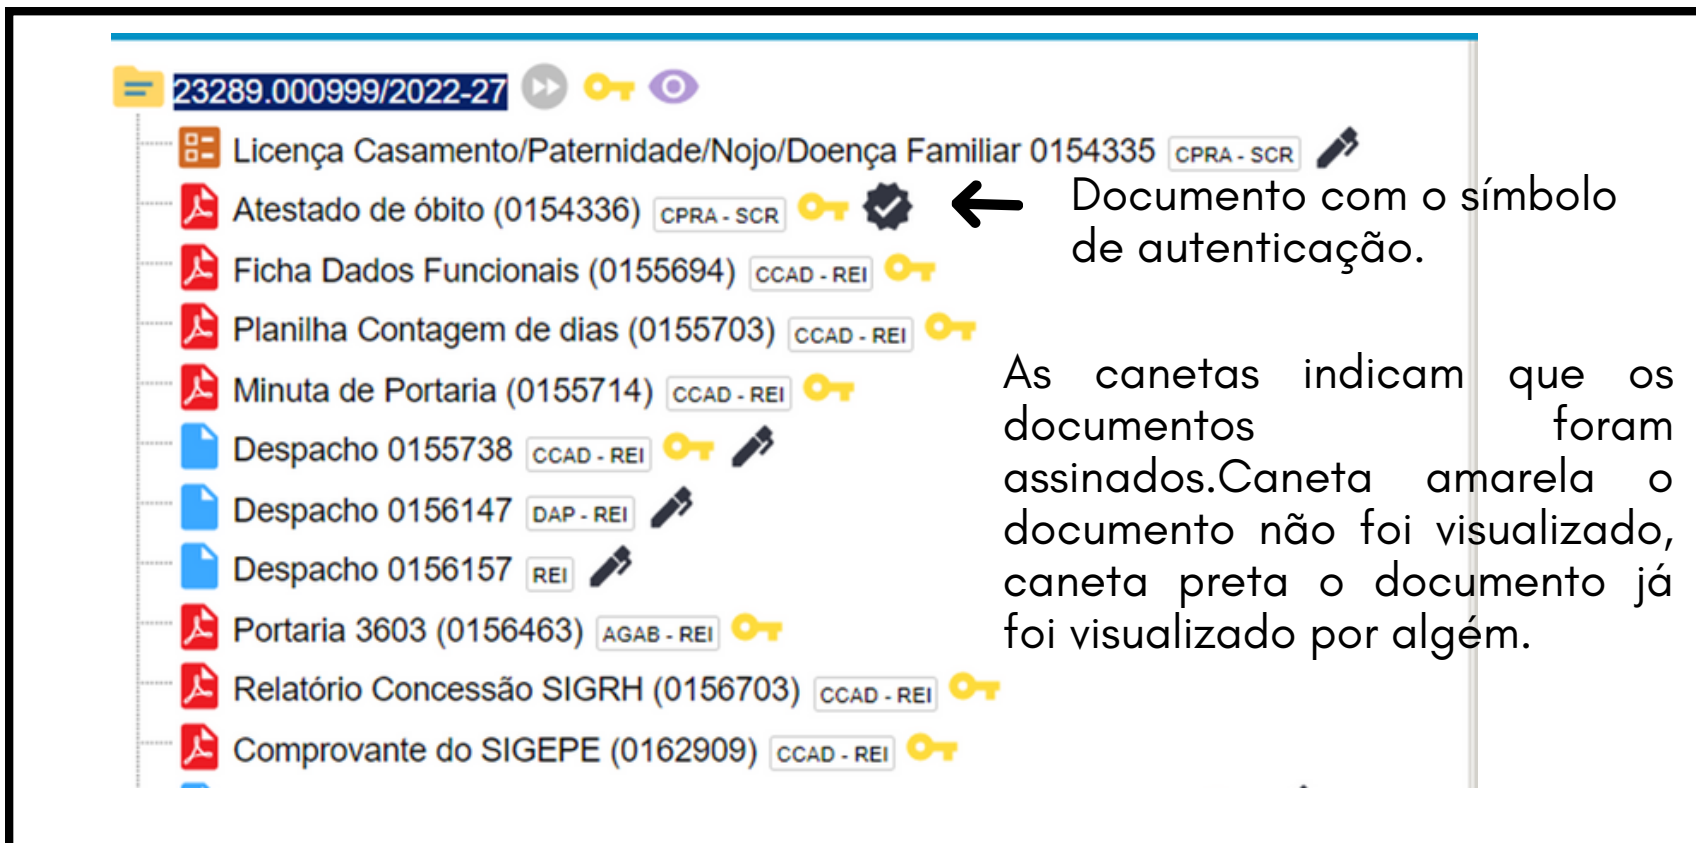 23289.000999/2022-27
Licença Casamento/Paternidade/Nojo/Doença Familiar 0154335 CPRA - SCR
Atestado de óbito (0154336) CPRA - SCR
Documento com o símbolo
de autenticação.
Ficha Dados Funcionais (0155694) CCAD - REI
Planilha Contagem de dias (0155703) CCAD - REI
Minuta de Portaria (0155714) CCAD - REI
Despacho 0155738 CCAD - REI
Despacho 0156147 DAP - REI
Despacho 0156157 REI
Portaria 3603 (0156463) AGAB - REI
Relatório Concessão SIGRH (0156703) CCAD - REI
Comprovante do SIGEPE (0162909) CCAD - REI
As canetas indicam que os
documentos foram
assinados.Caneta amarela o
documento não foi visualizado,
caneta preta o documento já
foi visualizado por algém.